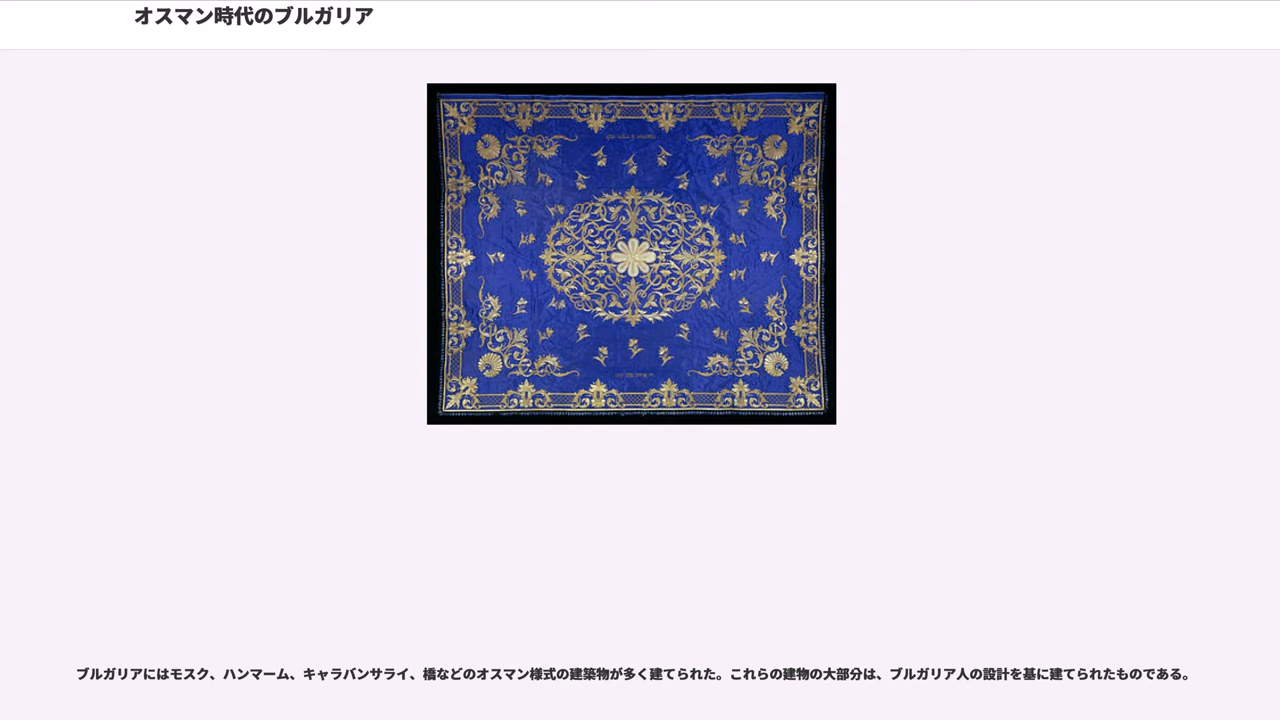 オスマン時代のブルガリア
ブルガリアにはモスク、ハンマーム、キャラバンサライ、橋などのオスマン様式の建築物が多く建てられた。これらの建物の大部分は、ブルガリア人の設計を基に建てられたものである。